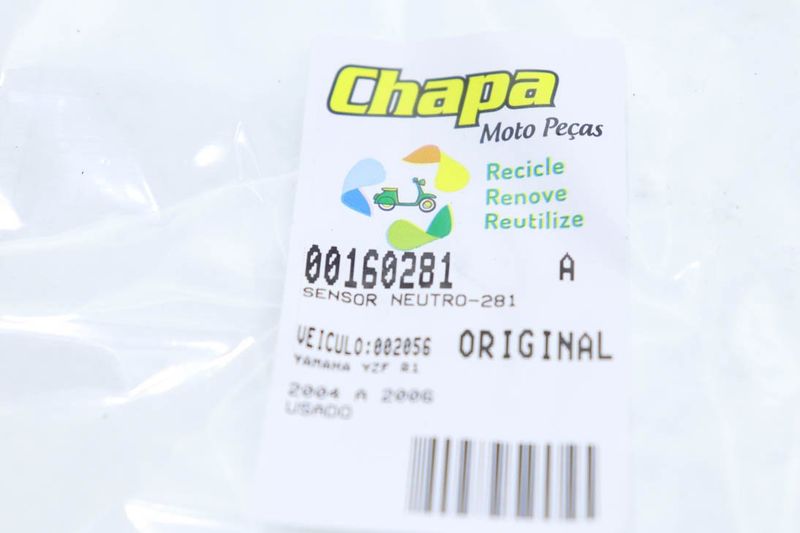 Chapa
Moto Peças
Recicle
Renove
Reutilize
00160281 A
SENSOR NEUTRO-281
VEICULO:002056 ORIGINAL
YAMAHA YZF R1
2004 A 2006
USADO